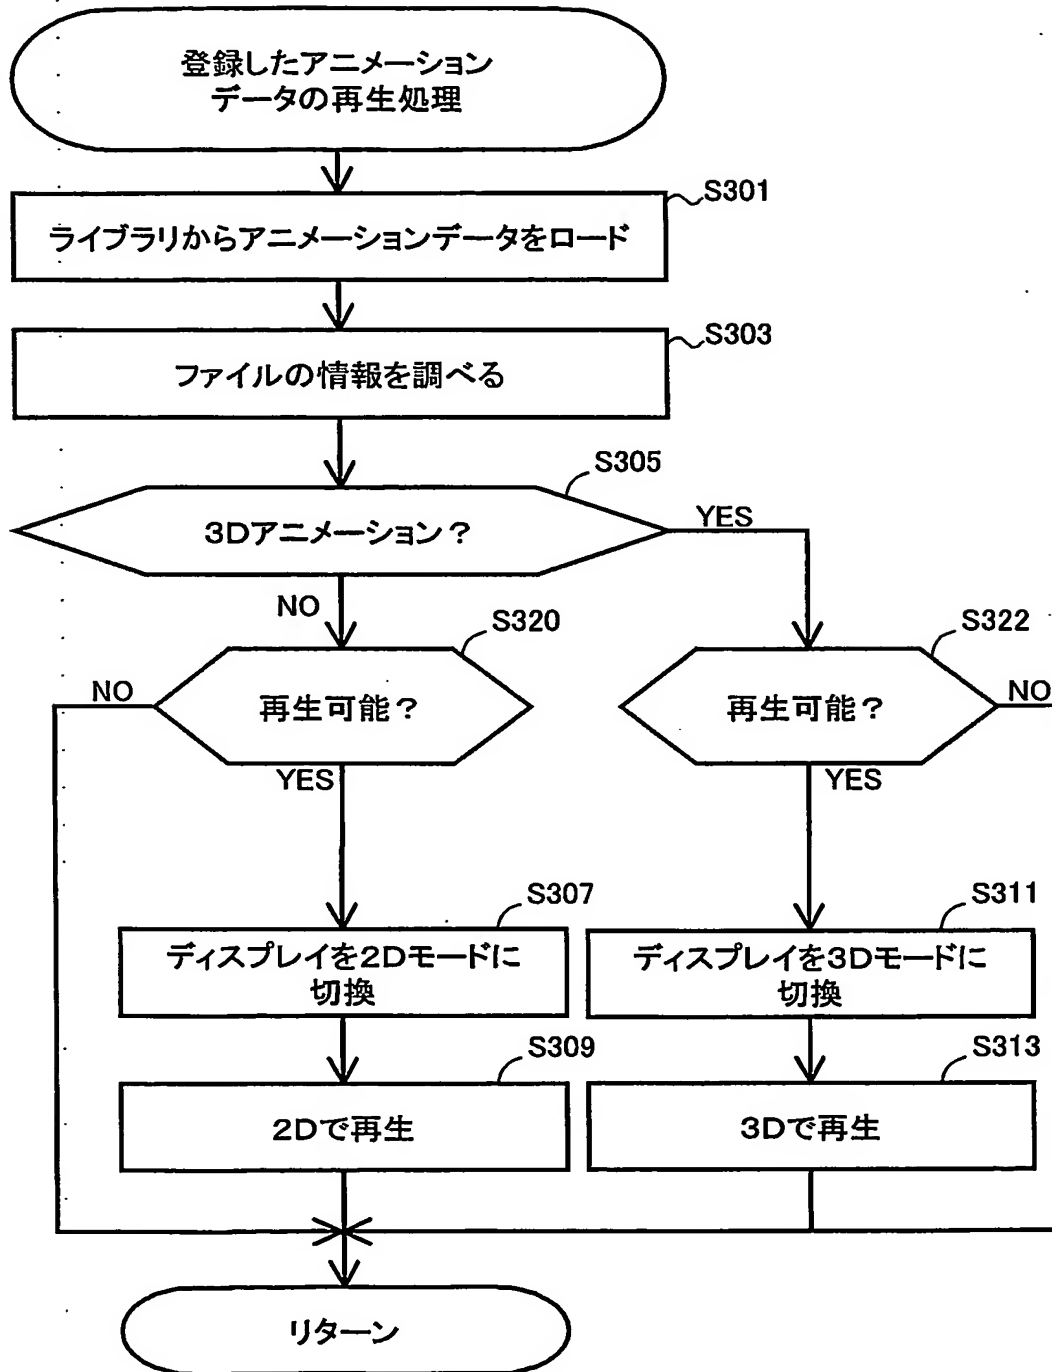 登録したアニメーション
データの再生処理
S301
ライブラリからアニメーションデータをロード
S303
ファイルの情報を調べる
S305
3Dアニメーション？
YES
NO
S320
S322
NO
再生可能？
再生可能？
NO
YES
YES
S307
S311
ディスプレイを2Dモードに
切換
ディスプレイを3Dモードに
切換
S309
S313
2Dで再生
3Dで再生
リターン